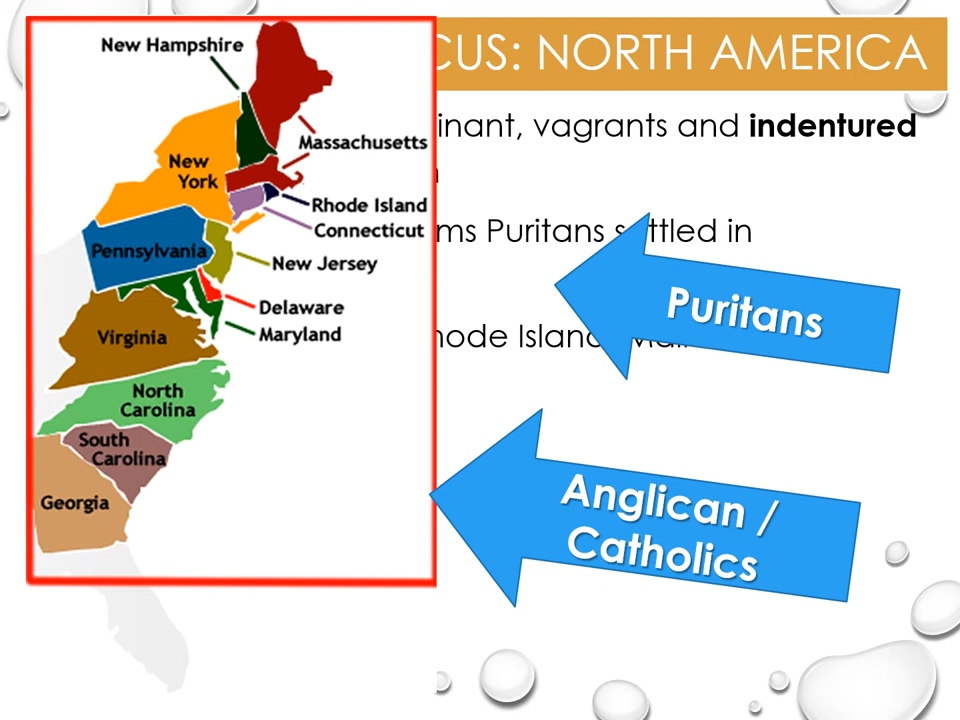 CUS: NORTH AMERICA
inant, vagrants and indentured
ms Puritans settled in
hode Island
Puritans
Anglican /
Catholics
New Hampshire
Massachusetts
New
York
Rhode Island
Connecticut
Pennsylvania
New Jersey
Delaware
Maryland
Virginia
North
Carolina
South
Carolina
Georgia